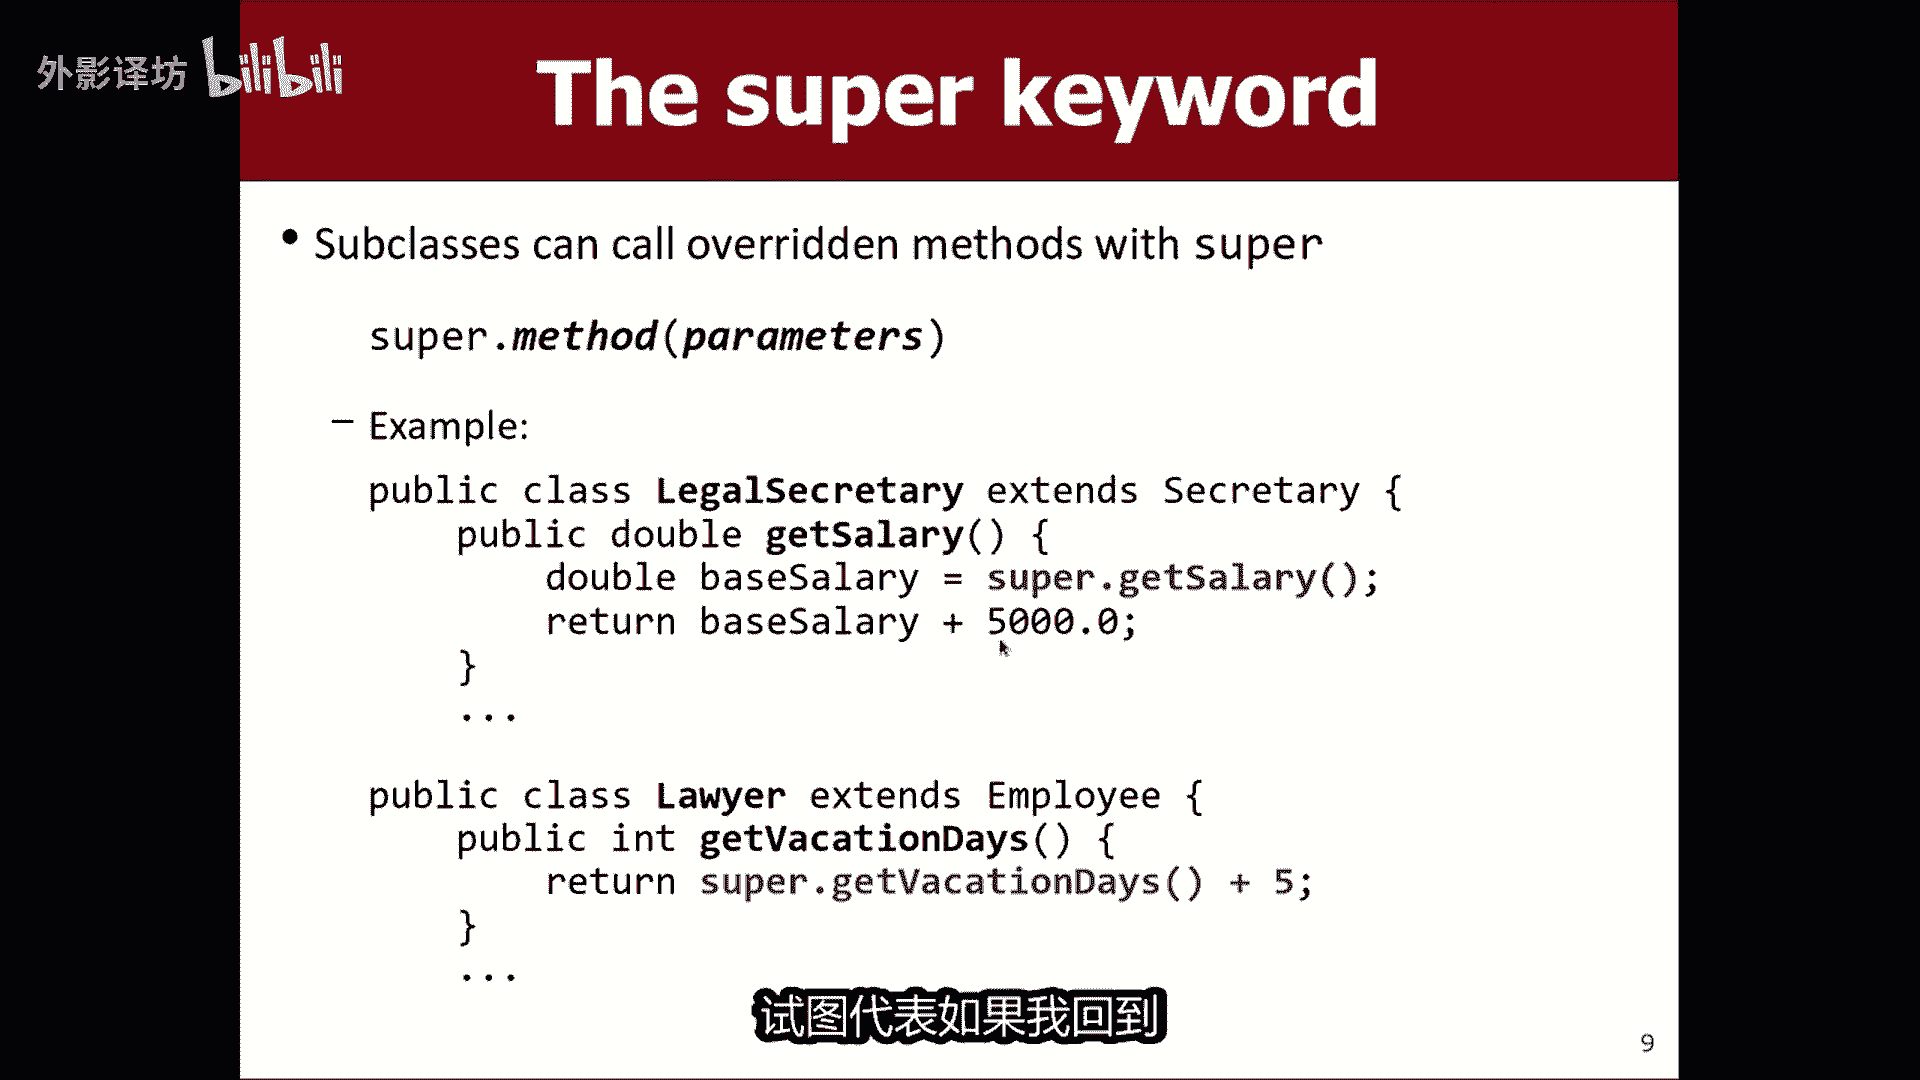 外影译坊 bilibili
The super keyword
• Subclasses can call overridden methods with super
super.method(parameters)
– Example:
public class LegalSecretary extends Secretary {
    public double getSalary() {
        double baseSalary = super.getSalary();
        return baseSalary + 5000.0;
    }
    ...
public class Lawyer extends Employee {
    public int getVacationDays() {
        return super.getVacationDays() + 5;
    }
    ...
试图代表如果我回到
9